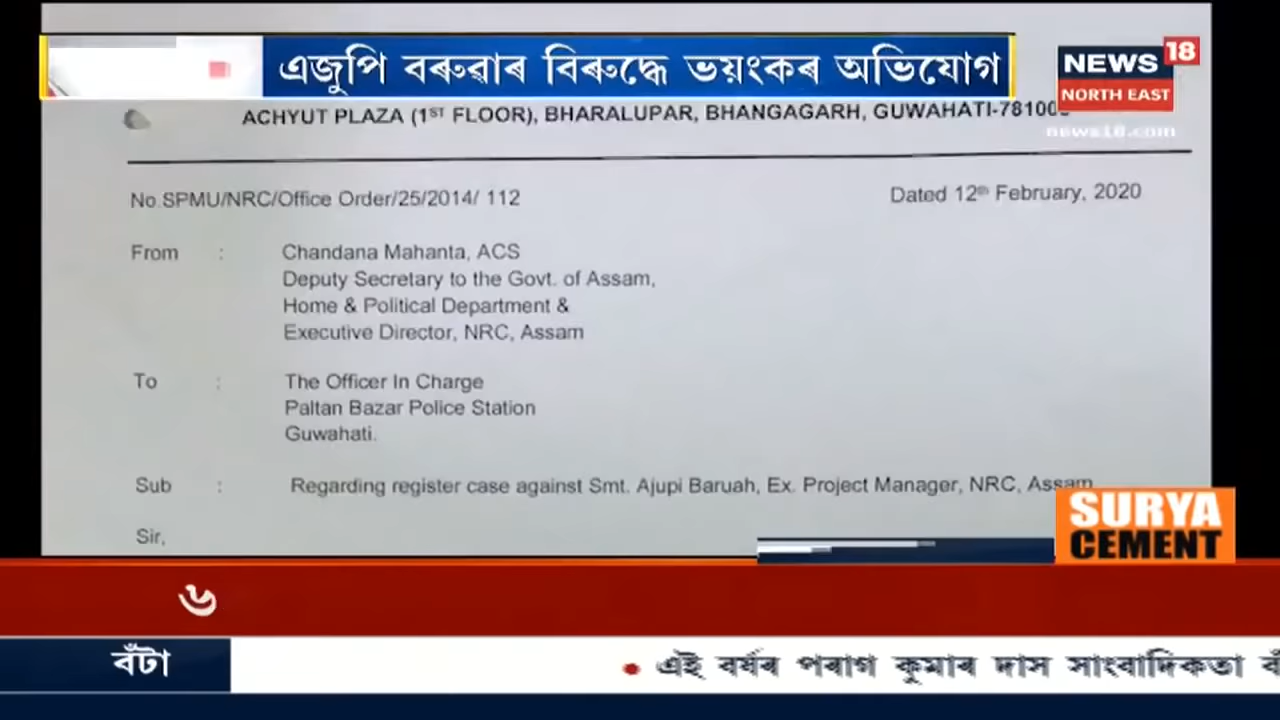 এজুপি বৰুৱাৰ বিৰুদ্ধে ভয়ংকৰ অভিযোগ
NEWS 18
NORTH EAST
news18.com
ACHYUT PLAZA (1ST FLOOR), BHARALUPAR, BHANGAGARH, GUWAHATI-78100
No.SPMU/NRC/Office Order/25/2014/ 112
Dated 12th February, 2020
From : Chandana Mahanta, ACS
Deputy Secretary to the Govt. of Assam,
Home & Political Department &
Executive Director, NRC, Assam
To : The Officer In Charge
Paltan Bazar Police Station
Guwahati.
Sub : Regarding register case against Smt. Ajupi Baruah, Ex. Project Manager, NRC, Assam
Sir,
SURYA
CEMENT
৬
বঁটা
• এই বৰ্ষৰ পৰাগ কুমাৰ দাস সাংবাদিকতা